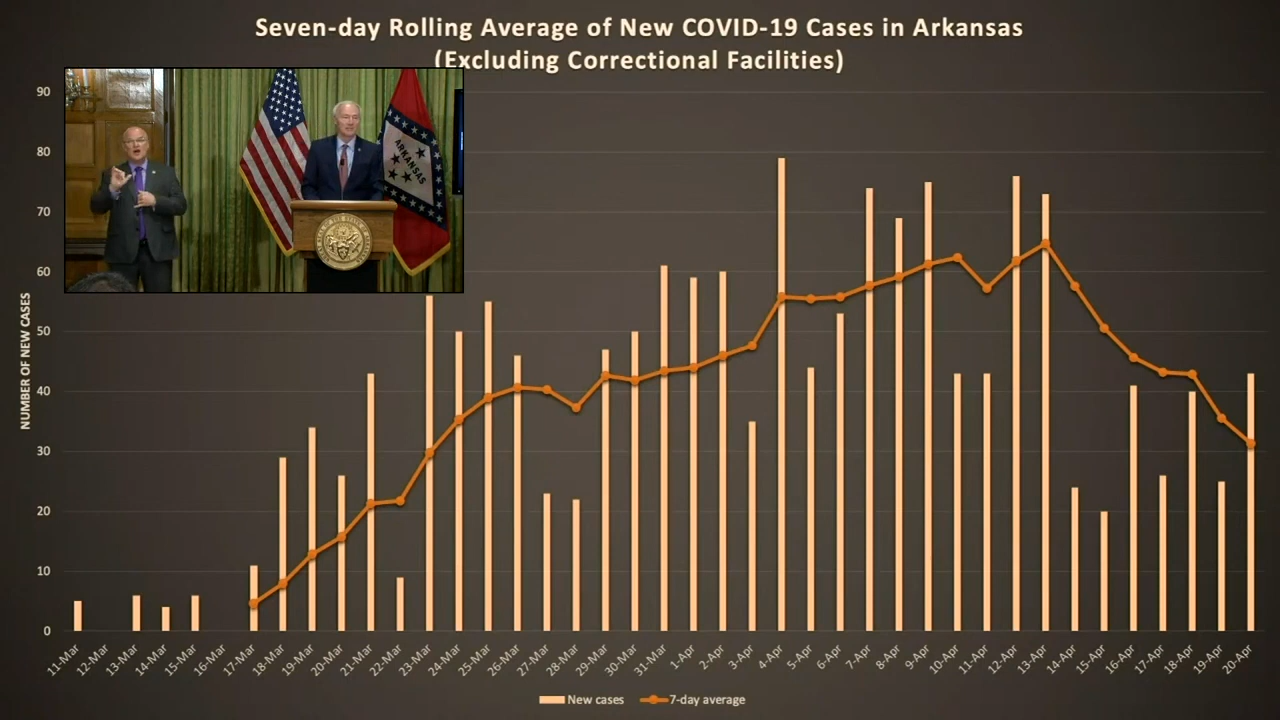 Seven-day Rolling Average of New COVID-19 Cases in Arkansas
(Excluding Correctional Facilities)
NUMBER OF NEW CASES
90
80
70
60
50
40
30
20
10
0
ARKANSAS
11-Mar
12-Mar
13-Mar
14-Mar
15-Mar
16-Mar
17-Mar
18-Mar
19-Mar
20-Mar
21-Mar
22-Mar
23-Mar
24-Mar
25-Mar
26-Mar
27-Mar
28-Mar
29-Mar
30-Mar
31-Mar
1-Apr
2-Apr
3-Apr
4-Apr
5-Apr
6-Apr
7-Apr
8-Apr
9-Apr
10-Apr
11-Apr
12-Apr
13-Apr
14-Apr
15-Apr
16-Apr
17-Apr
18-Apr
19-Apr
20-Apr
New cases
7-day average